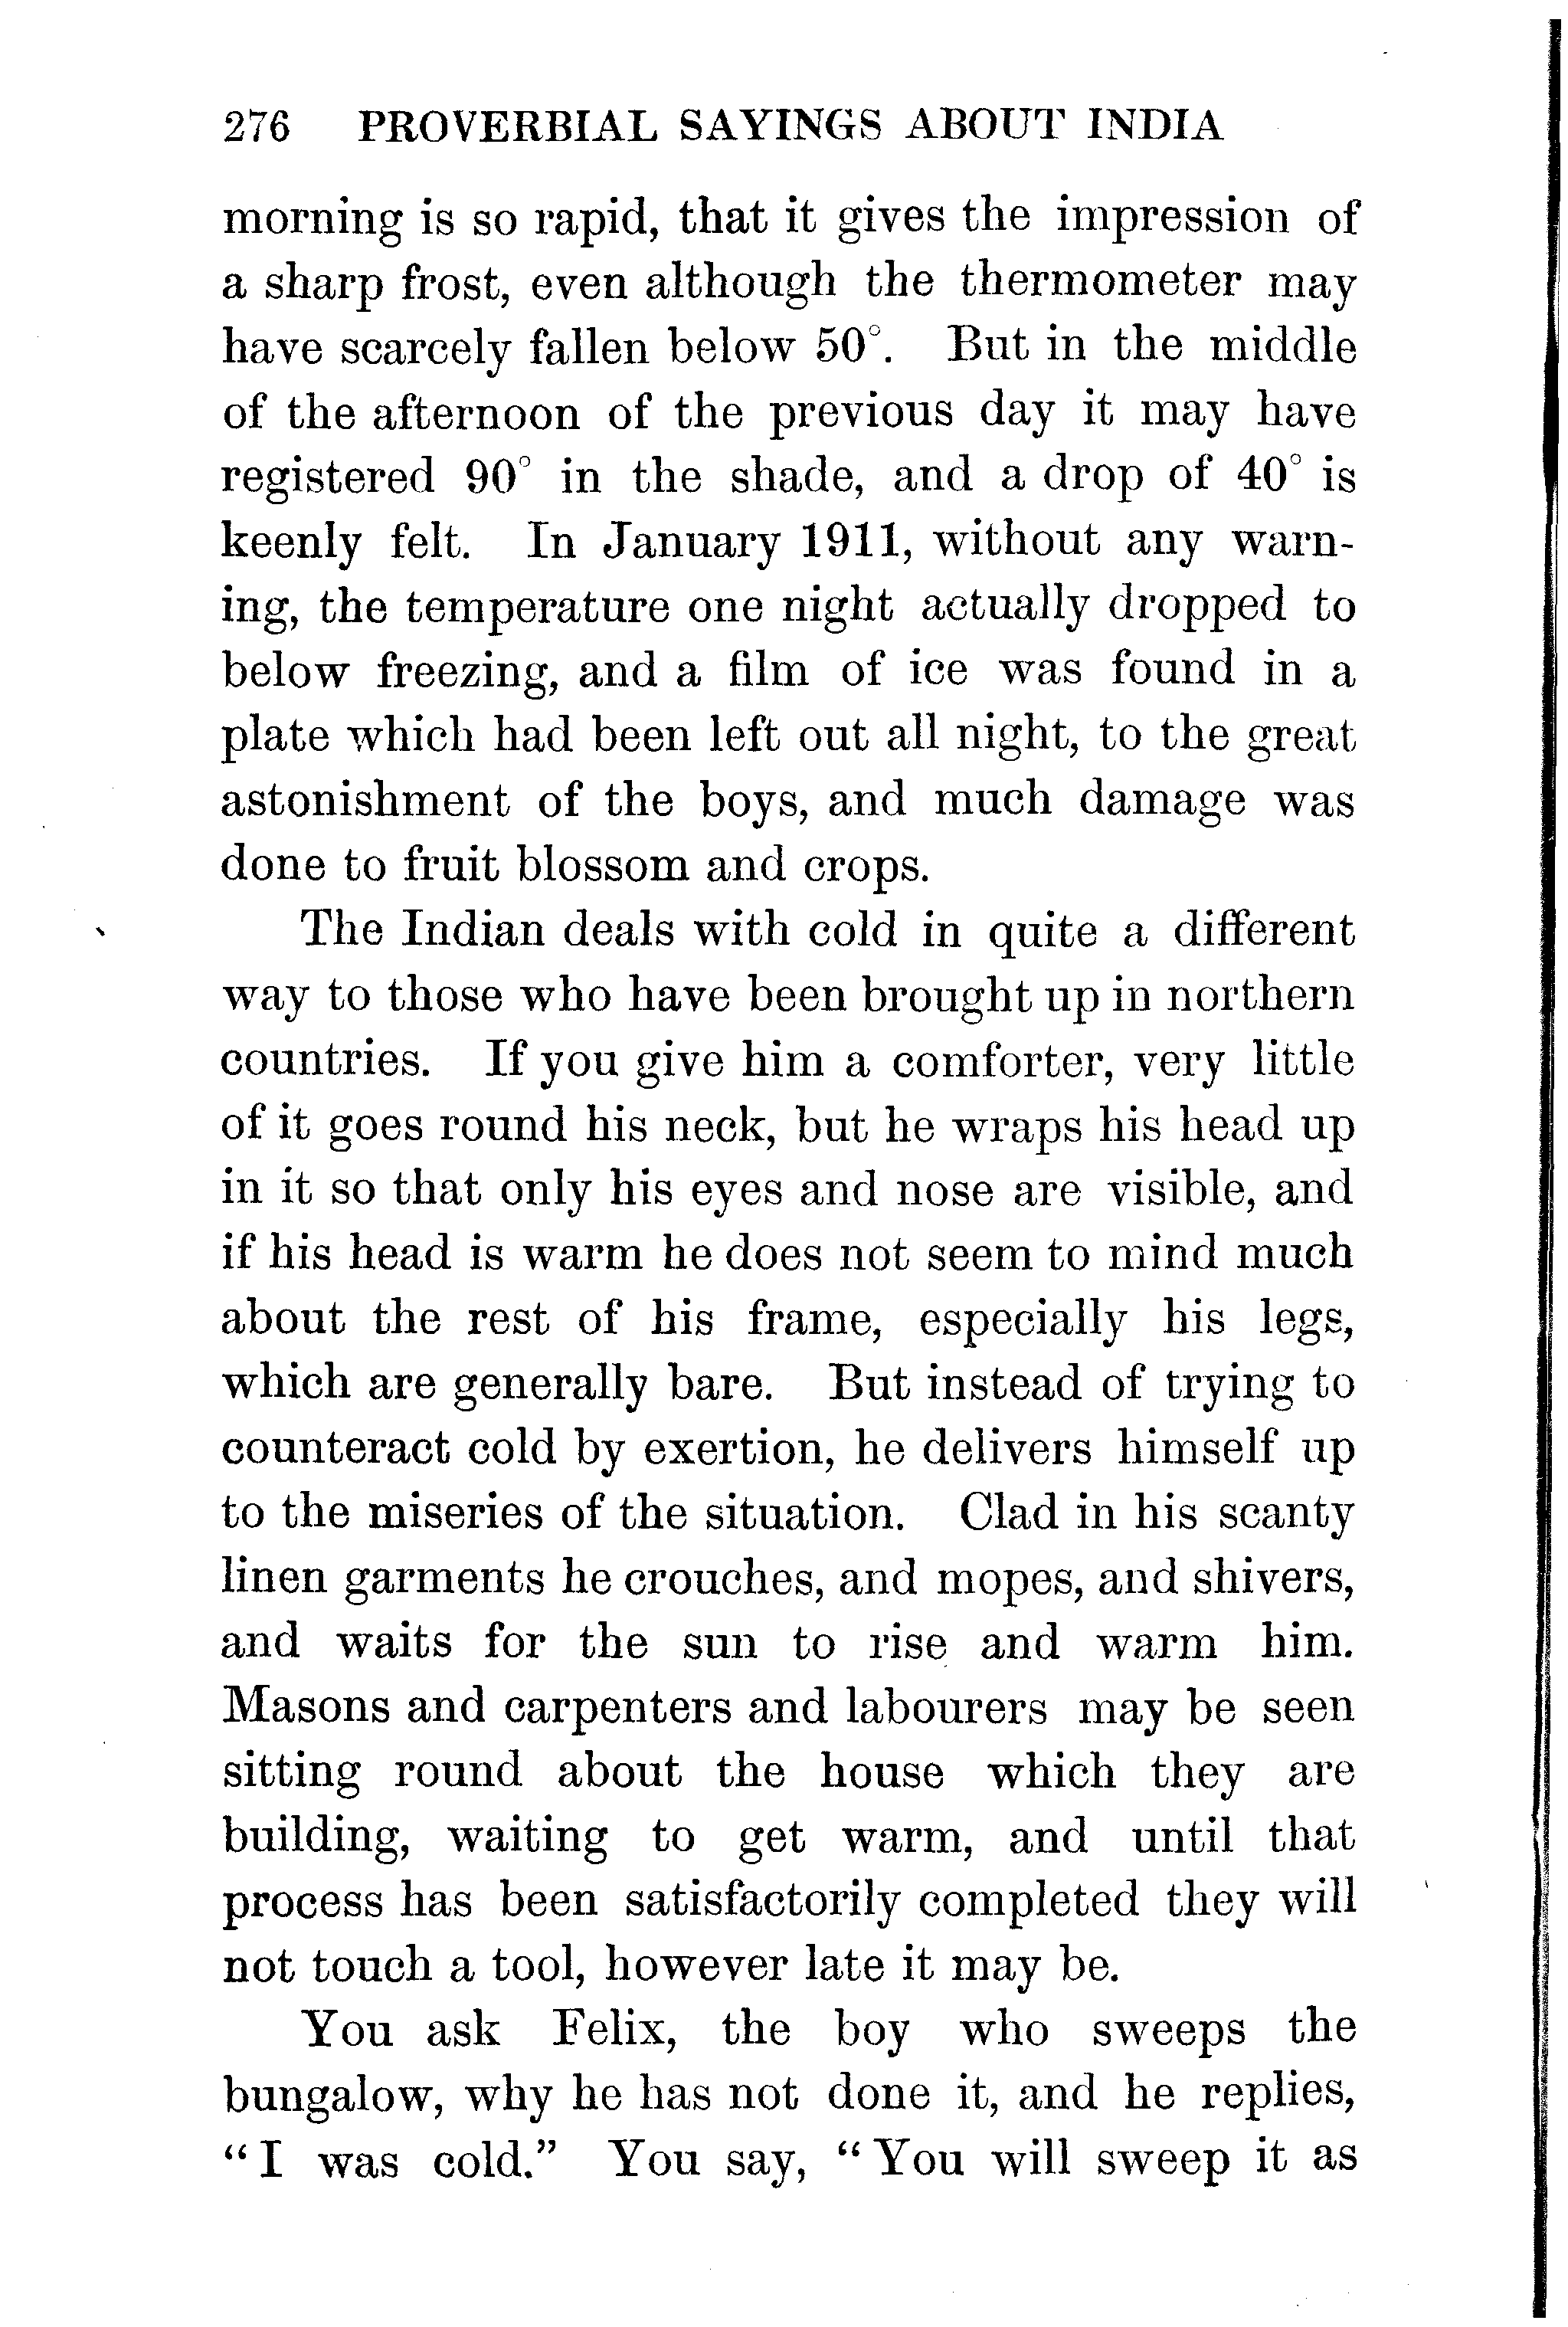 276 PROVERBIAL SAYINGS ABOUT INDIA
morning is so rapid, that it gives the impression of
a sharp frost, even although the thermometer may
have scarcely fallen below 50°. But in the middle
of the afternoon of the previous day it may have
registered 90° in the shade, and a drop of 40° is
keenly felt. In January 1911, without any warn-
ing, the temperature one night actually dropped to
below freezing, and a film of ice was found in a
plate which had been left out all night, to the great
astonishment of the boys, and much damage was
done to fruit blossom and crops.
The Indian deals with cold in quite a different
way to those who have been brought up in northern
countries. If you give him a comforter, very little
of it goes round his neck, but he wraps his head up
in it so that only his eyes and nose are visible, and
if his head is warm he does not seem to mind much
about the rest of his frame, especially his legs,
which are generally bare. But instead of trying to
counteract cold by exertion, he delivers himself up
to the miseries of the situation. Clad in his scanty
linen garments he crouches, and mopes, and shivers,
and waits for the sun to rise and warm him.
Masons and carpenters and labourers may be seen
sitting round about the house which they are
building, waiting to get warm, and until that
process has been satisfactorily completed they will
not touch a tool, however late it may be.
You ask Felix, the boy who sweeps the
bungalow, why he has not done it, and he replies,
“I was cold.” You say, “You will sweep it as